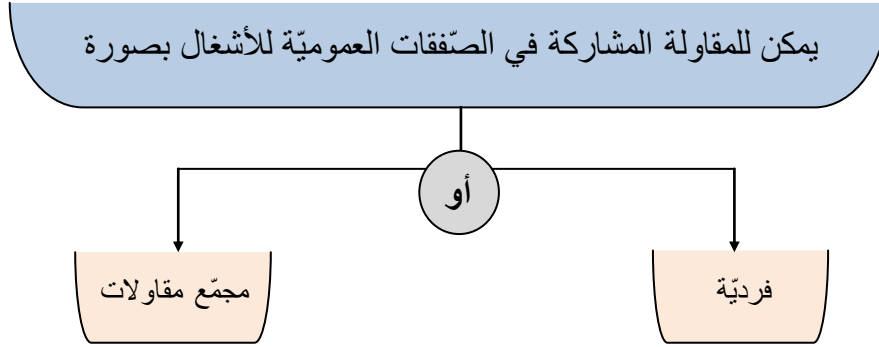 يمكن للمقاولة المشاركة في الصّفقات العموميّة للأشغال بصورة
أو
فرديّة
مجمّع مقاولات